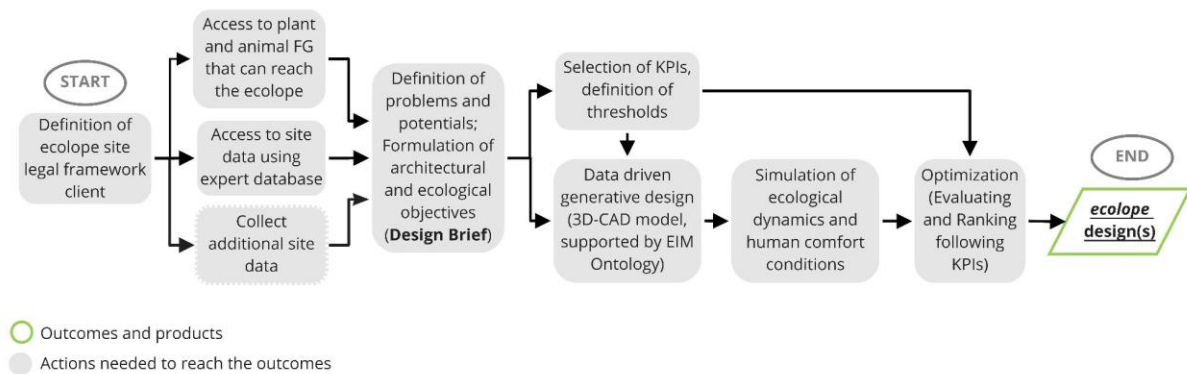 START
Definition of
ecolope site
legal framework
client
Access to plant
and animal FG
that can reach
the ecolope
Access to site
data using
expert database
Collect
additional site
data
Definition of
problems and
potentials;
Formulation of
architectural
and ecological
objectives
(Design Brief)
Selection of KPIs,
definition of
thresholds
Data driven
generative design
(3D-CAD model,
supported by EIM
Ontology)
Simulation of
ecological
dynamics and
human comfort
conditions
Optimization
(Evaluating
and Ranking
following
KPIs)
END
ecolope
design(s)
Outcomes and products
Actions needed to reach the outcomes